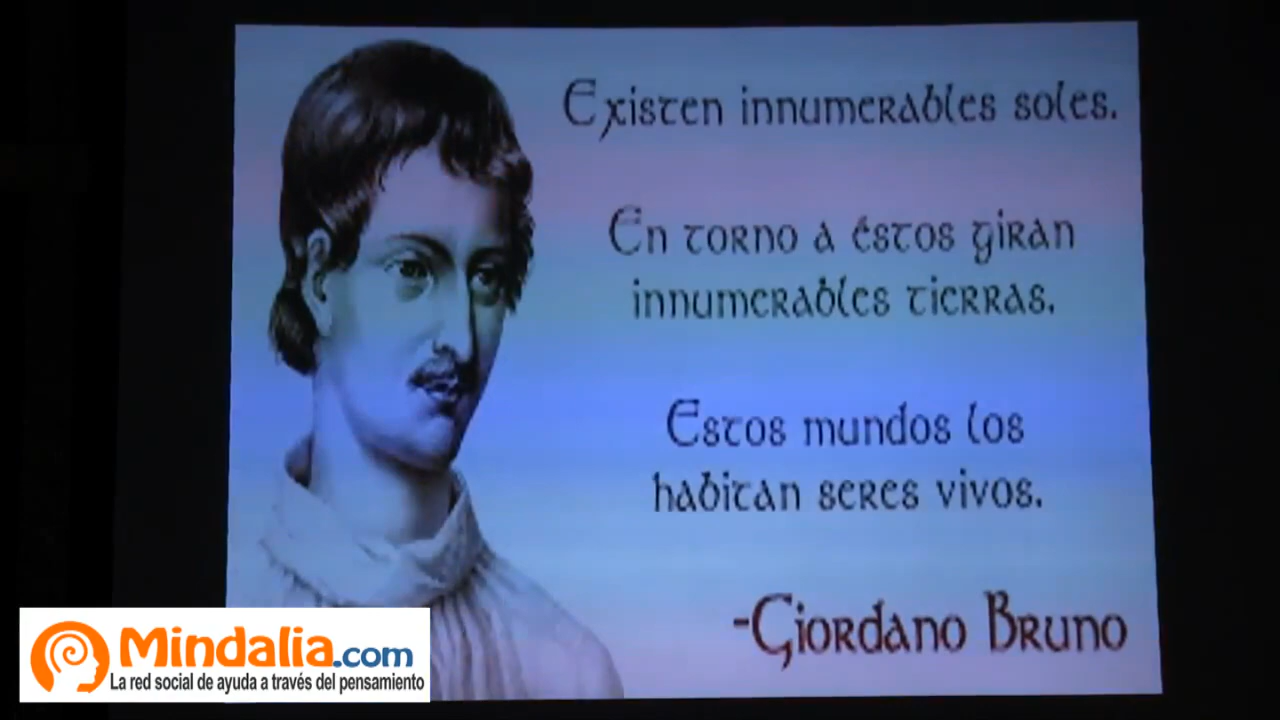 Existen innumerables soles.
En torno a éstos giran
innumerables tierras.
Estos mundos los
habitan seres vivos.
-Giordano Bruno
Mindalia.com
La red social de ayuda a través del pensamiento